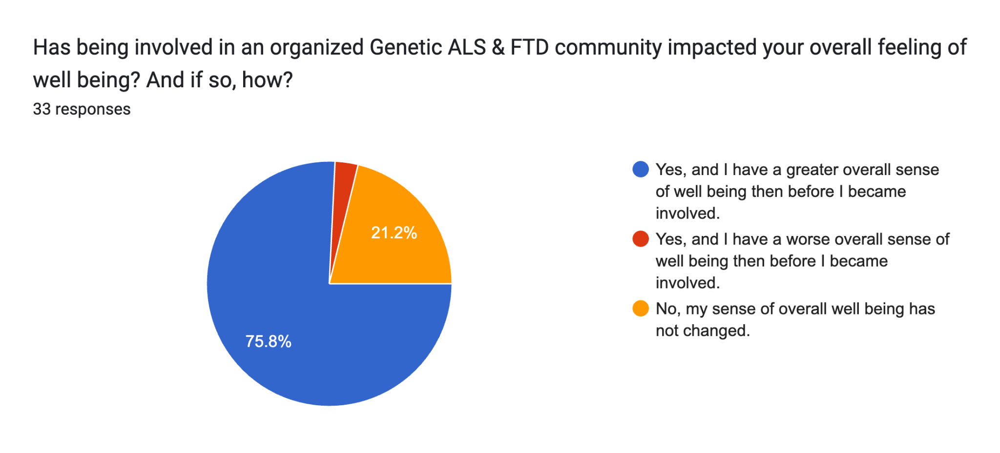 Has being involved in an organized Genetic ALS & FTD community impacted your overall feeling of
well being? And if so, how?
33 responses
Yes, and I have a greater overall sense
of well being then before I became
involved.
Yes, and I have a worse overall sense of
well being then before I became
involved.
No, my sense of overall well being has
not changed.
21.2%
75.8%